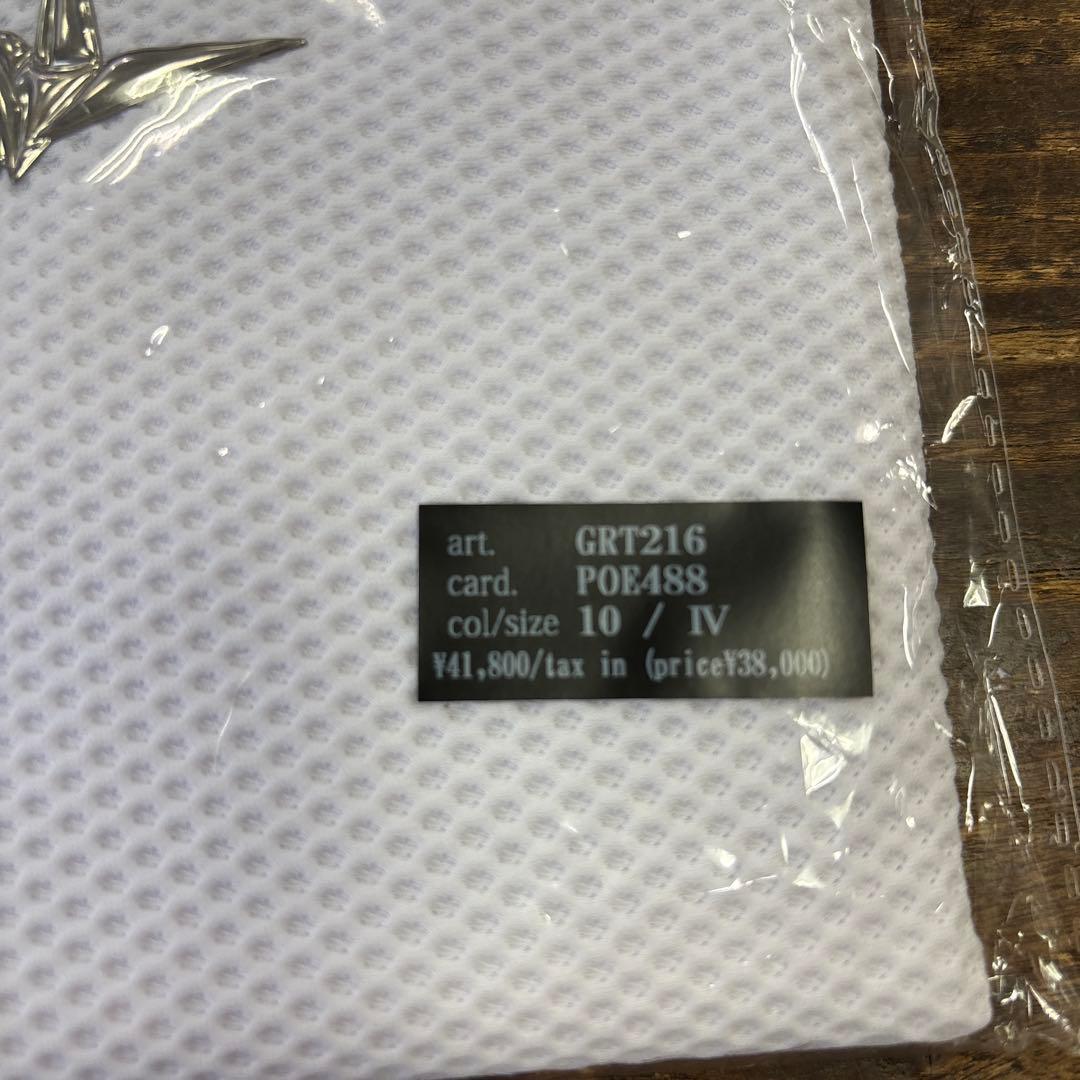 art. GRT216
card. POE488
col/size 10 / Ⅳ
¥41,800/tax in (price¥38,000)